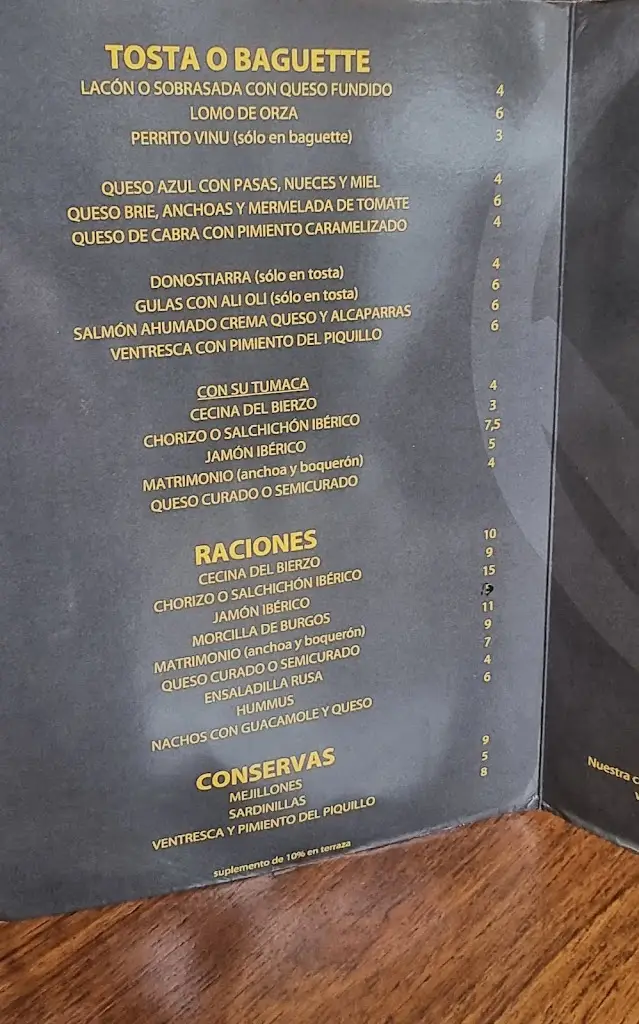 TOSTA O BAGUETTE
LACÓN O SOBRASADA CON QUESO FUNDIDO 4
LOMO DE ORZA 6
PERRITO VINU (sólo en baguette) 3
QUESO AZUL CON PASAS, NUECES Y MIEL 4
QUESO BRIE, ANCHOAS Y MERMELADA DE TOMATE 6
QUESO DE CABRA CON PIMIENTO CARAMELIZADO 4
DONOSTIARRA (sólo en tosta) 4
GULAS CON ALI OLI (sólo en tosta) 6
SALMÓN AHUMADO CREMA QUESO Y ALCAPARRAS 6
VENTRESCA CON PIMIENTO DEL PIQUILLO 6
CON SU TUMACA
CECINA DEL BIERZO 4
CHORIZO O SALCHICHÓN IBÉRICO 3
JAMÓN IBÉRICO 7,5
MATRIMONIO (anchoa y boquerón) 5
QUESO CURADO O SEMICURADO 4
RACIONES
CECINA DEL BIERZO 10
CHORIZO O SALCHICHÓN IBÉRICO 9
JAMÓN IBÉRICO 15
MORCILLA DE BURGOS
MATRIMONIO (anchoa y boquerón) 11
QUESO CURADO O SEMICURADO 9
ENSALADILLA RUSA 7
HUMMUS 4
NACHOS CON GUACAMOLE Y QUESO 6
CONSERVAS
MEJILLONES 9
SARDINILLAS 5
VENTRESCA Y PIMIENTO DEL PIQUILLO 8
suplemento de 10% en terraza
Nuestra